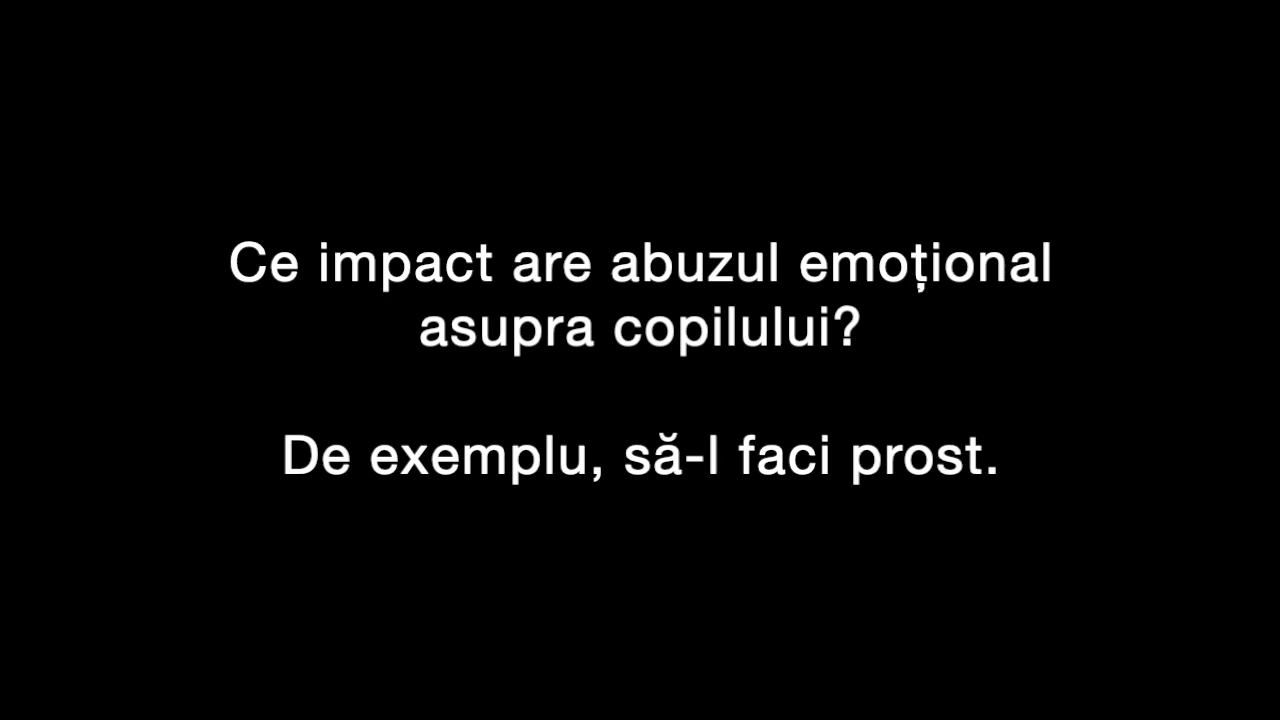 Ce impact are abuzul emoțional
asupra copilului?
De exemplu, să-l faci prost.